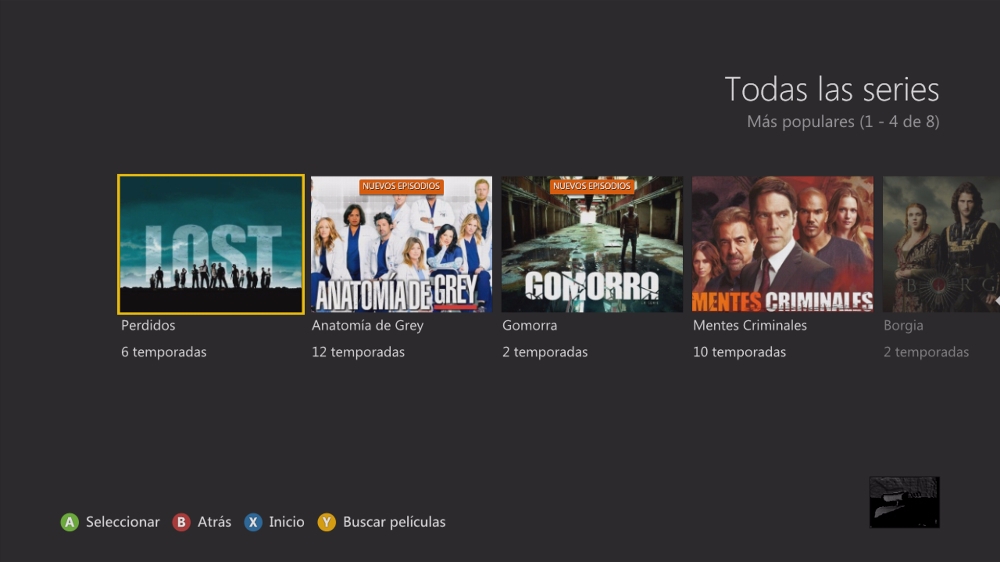 Todas las series
Más populares (1 - 4 de 8)
LOST
NUEVOS EPISODIOS
ANATOMÍA DE GREY
NUEVOS EPISODIOS
GOMORRA
MENTES CRIMINALES
BORG
Perdidos
Anatomía de Grey
Gomorra
Mentes Criminales
Borgia
6 temporadas
12 temporadas
2 temporadas
10 temporadas
2 temporadas
A Seleccionar B Atrás X Inicio Y Buscar películas